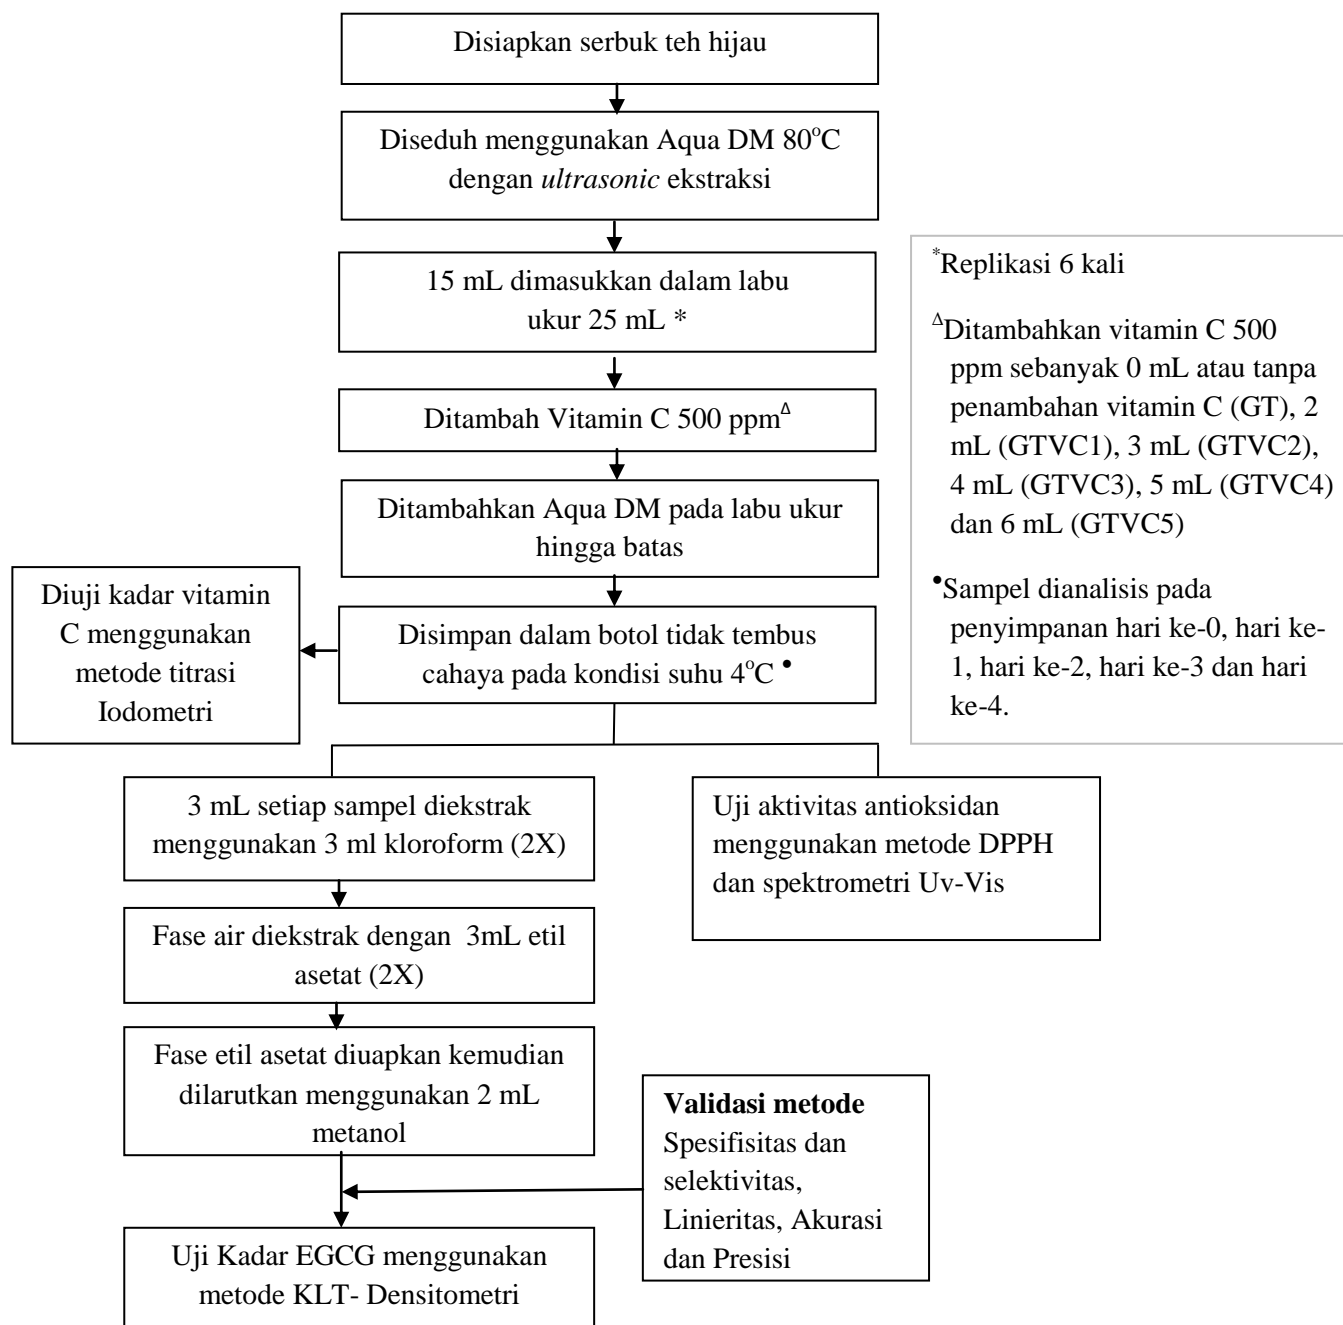 Disiapkan serbuk teh hijau
Diseduh menggunakan Aqua DM 80°C
dengan ultrasonic ekstraksi
15 mL dimasukkan dalam labu
ukur 25 mL *
Ditambah Vitamin C 500 ppmᐃ
Ditambahkan Aqua DM pada labu ukur
hingga batas
Disimpan dalam botol tidak tembus
cahaya pada kondisi suhu 4°C •
Diuji kadar vitamin
C menggunakan
metode titrasi
Iodometri
*Replikasi 6 kali
ᐃDitambahkan vitamin C 500
ppm sebanyak 0 mL atau tanpa
penambahan vitamin C (GT), 2
mL (GTVC1), 3 mL (GTVC2),
4 mL (GTVC3), 5 mL (GTVC4)
dan 6 mL (GTVC5)
•Sampel dianalisis pada
penyimpanan hari ke-0, hari ke-
1, hari ke-2, hari ke-3 dan hari
ke-4.
3 mL setiap sampel diekstrak
menggunakan 3 ml kloroform (2X)
Uji aktivitas antioksidan
menggunakan metode DPPH
dan spektrometri Uv-Vis
Fase air diekstrak dengan 3mL etil
asetat (2X)
Fase etil asetat diuapkan kemudian
dilarutkan menggunakan 2 mL
metanol
Validasi metode
Spesifisitas dan
selektivitas,
Linieritas, Akurasi
dan Presisi
Uji Kadar EGCG menggunakan
metode KLT- Densitometri